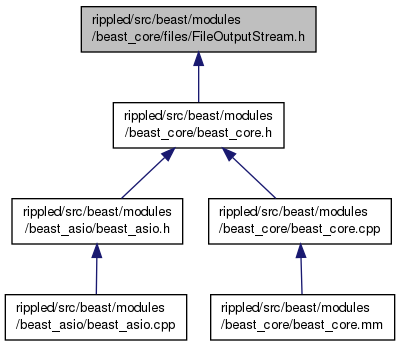 rippled/src/beast/modules
/beast_core/files/FileOutputStream.h
rippled/src/beast/modules
/beast_core/beast_core.h
rippled/src/beast/modules
/beast_asio/beast_asio.h
rippled/src/beast/modules
/beast_core/beast_core.cpp
rippled/src/beast/modules
/beast_asio/beast_asio.cpp
rippled/src/beast/modules
/beast_core/beast_core.mm